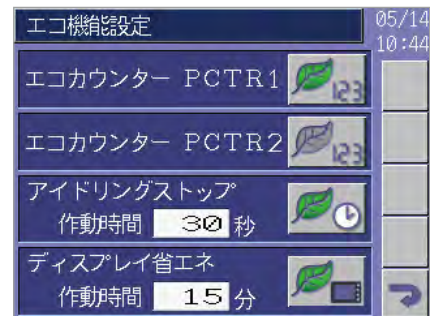 エコ機能設定
05/14
10:44
エコカウンター PCTR1
123
エコカウンター PCTR2
123
アイドリングストップ
作動時間 30 秒
ディスプレイ省エネ
作動時間 15 分